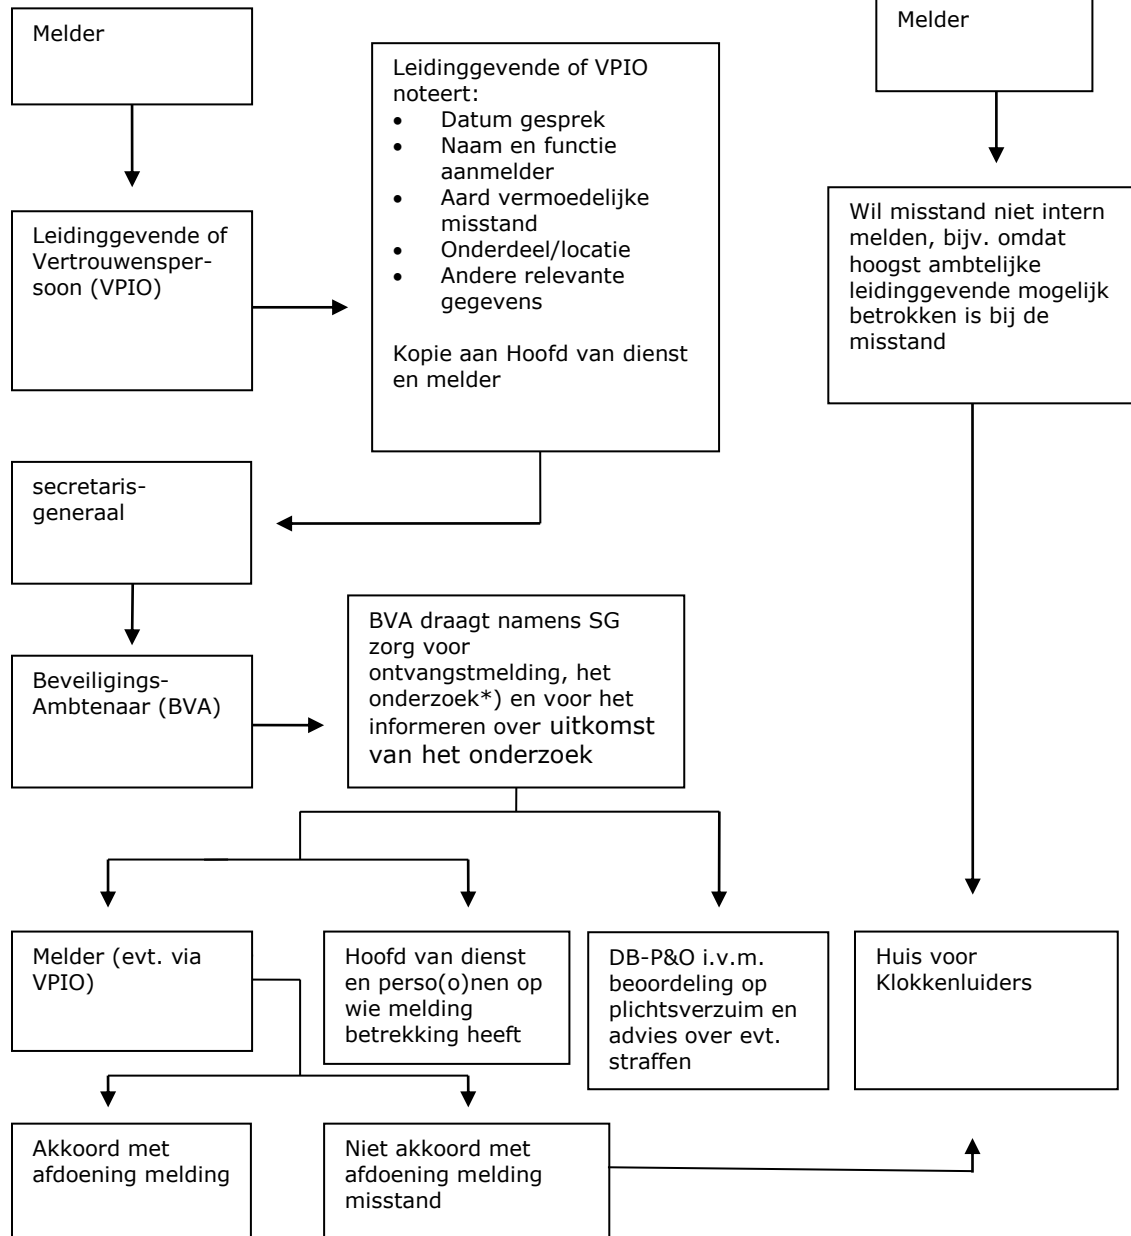 Melder
Leidinggevende of VPIO
noteert:
• Datum gesprek
• Naam en functie
aanmelder
• Aard vermoedelijke
misstand
• Onderdeel/locatie
• Andere relevante
gegevens
Kopie aan Hoofd van dienst
en melder
Melder
Leidinggevende of
Vertrouwensper-
soon (VPIO)
Wil misstand niet intern
melden, bijv. omdat
hoogst ambtelijke
leidinggevende mogelijk
betrokken is bij de
misstand
secretaris-
generaal
Beveiligings-
Ambtenaar (BVA)
BVA draagt namens SG
zorg voor
ontvangstmelding, het
onderzoek*) en voor het
informeren over uitkomst
van het onderzoek
Melder (evt. via
VPIO)
Hoofd van dienst
en perso(o)nen op
wie melding
betrekking heeft
DB-P&O i.v.m.
beoordeling op
plichtsverzuim en
advies over evt.
straffen
Huis voor
Klokkenluiders
Akkoord met
afdoening melding
Niet akkoord met
afdoening melding
misstand